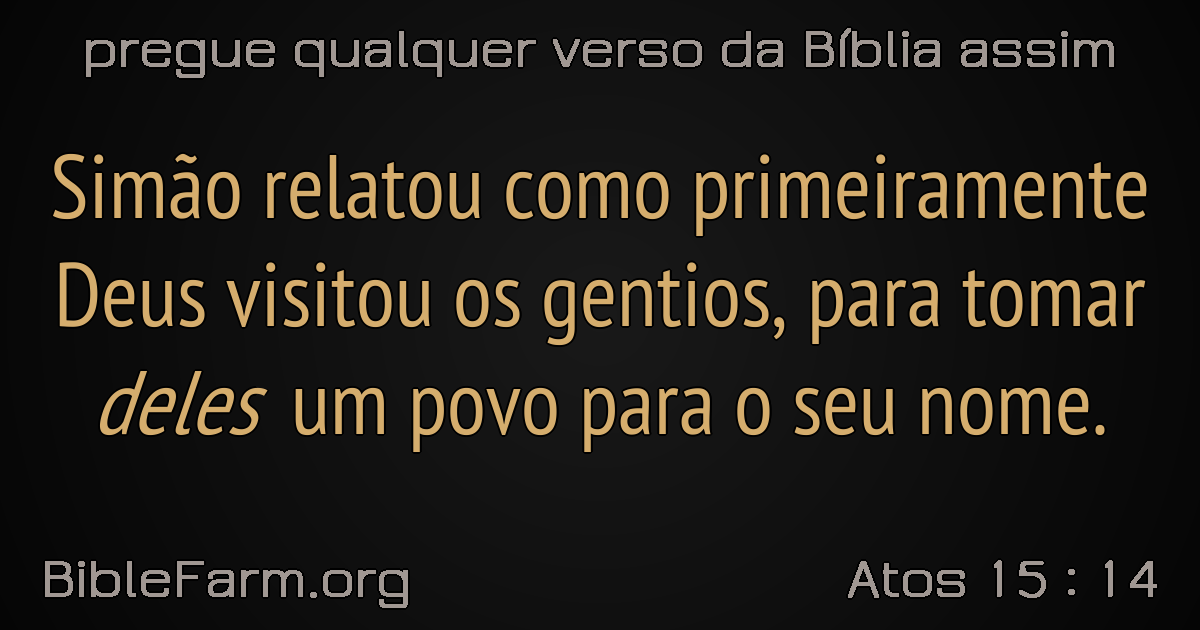 pregue qualquer verso da Bíblia assim
Simão relatou como primeiramente
Deus visitou os gentios, para tomar
deles um povo para o seu nome.
BibleFarm.org
Atos 15 : 14